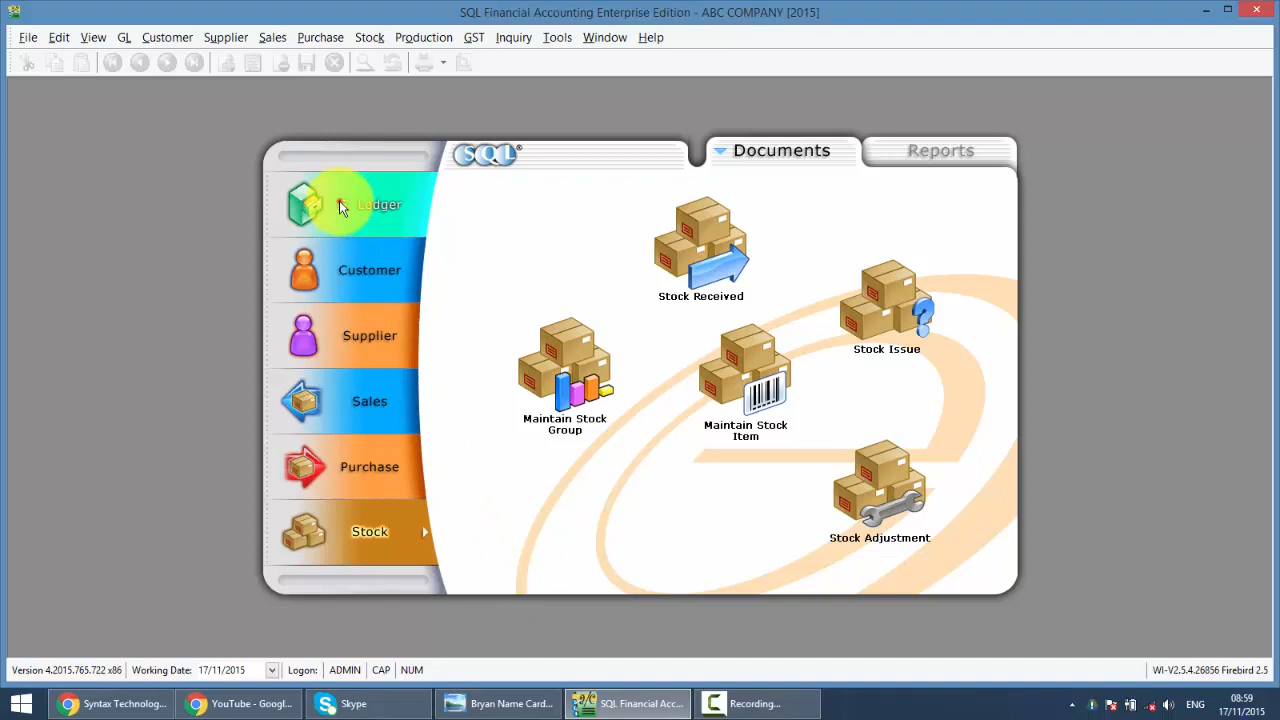 SQL Financial Accounting Enterprise Edition - ABC COMPANY [2015]
File Edit View GL Customer Supplier Sales Purchase Stock Production GST Inquiry Tools Window Help
SQL®
Documents
Reports
Ledger
Customer
Supplier
Sales
Purchase
Stock
Stock Received
Stock Issue
Maintain Stock
Group
Maintain Stock
Item
Stock Adjustment
Version 4.2015.765.722 x86 Working Date: 17/11/2015 Logon: ADMIN CAP NUM WI-V2.5.4.26856 Firebird 2.5
Syntax Technolog... YouTube - Googl... Skype Bryan Name Card... SQL Financial Acc... Recording... ENG 08:59
17/11/2015